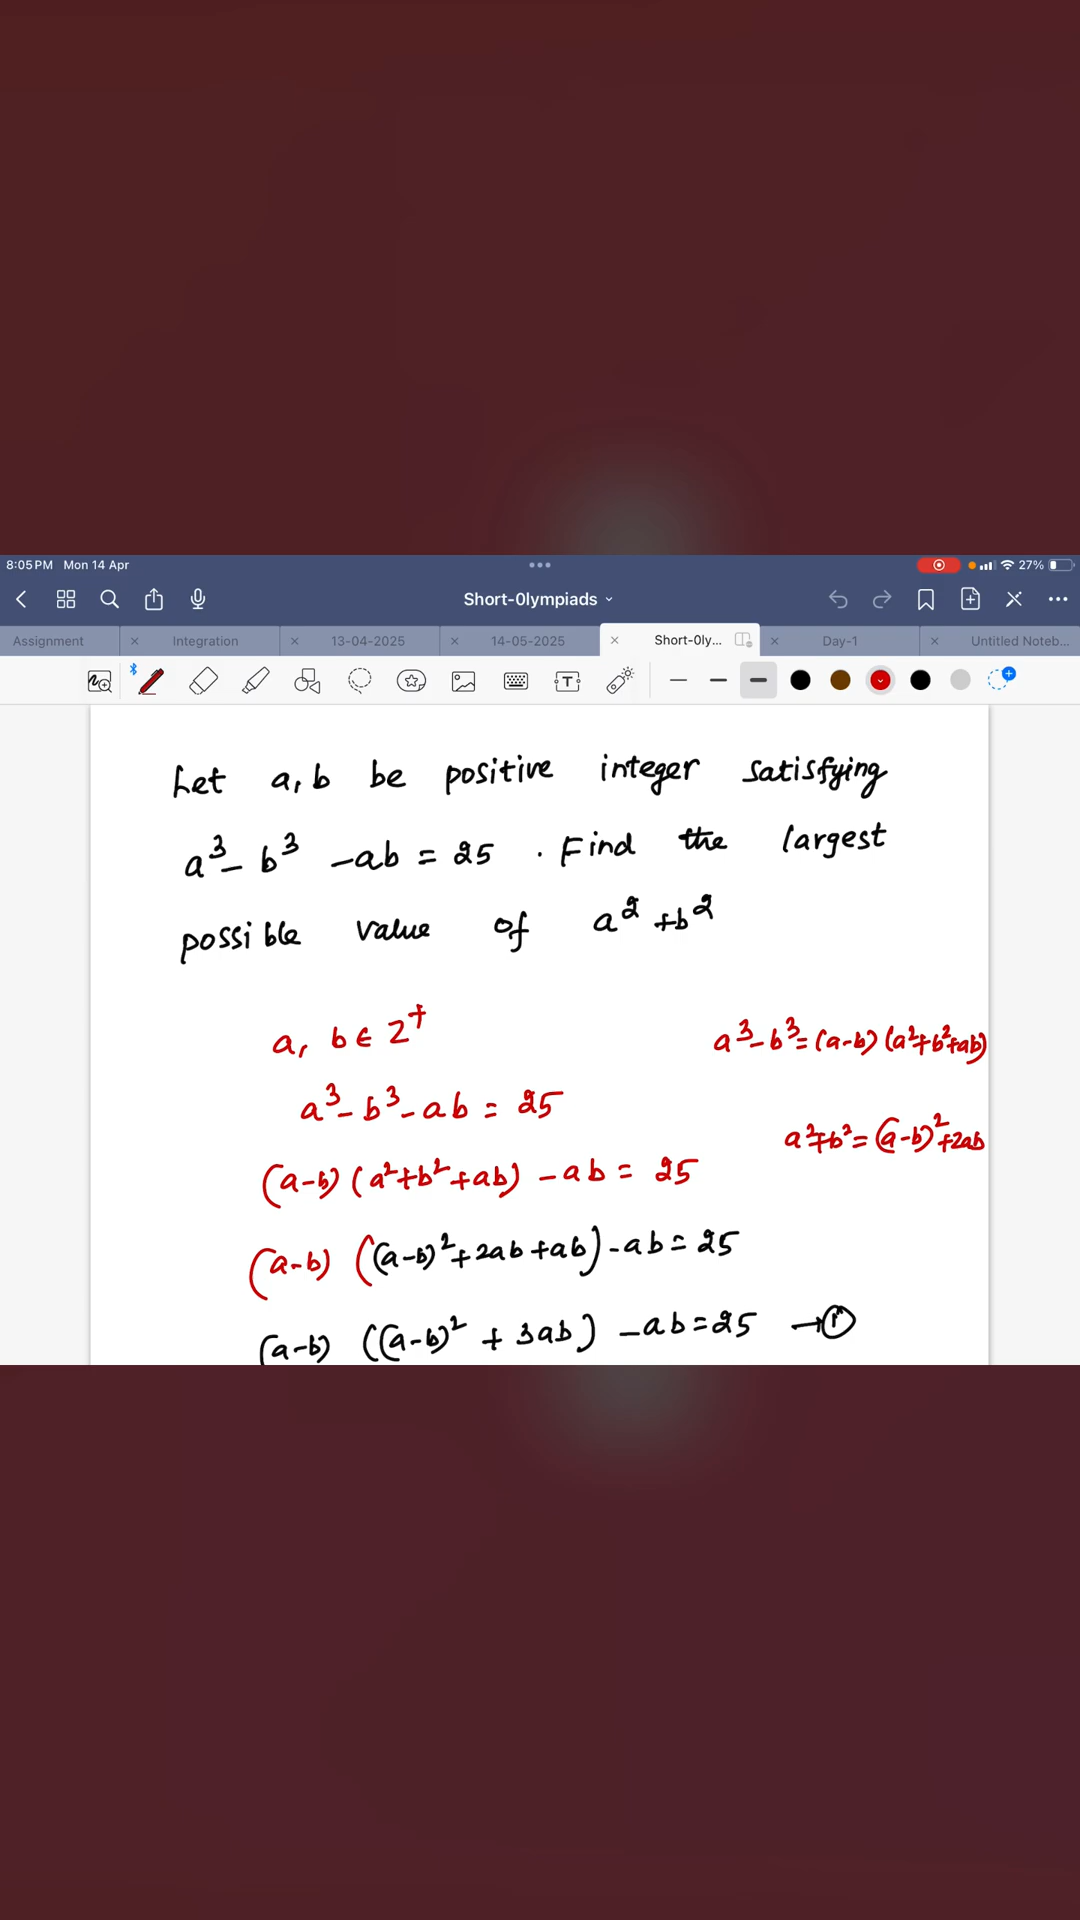 8:05 PM Mon 14 Apr
27%
Short-Olympiads
Assignment
Integration
13-04-2025
14-05-2025
Short-Oly...
Day-1
Untitled Noteb...
T
Let a, b be positive integer satisfying
a³ - b³ - ab = 25 . Find the largest
possible value of a² + b²
a, b ∈ Z⁺
a³ - b³ = (a-b) (a²+b²+ab)
a³ - b³ - ab = 25
a²+b² = (a-b)² + 2ab
(a-b) (a²+b²+ab) - ab = 25
(a-b) ((a-b)² + 2ab + ab) - ab = 25
(a-b) ((a-b)² + 3ab) - ab = 25 →